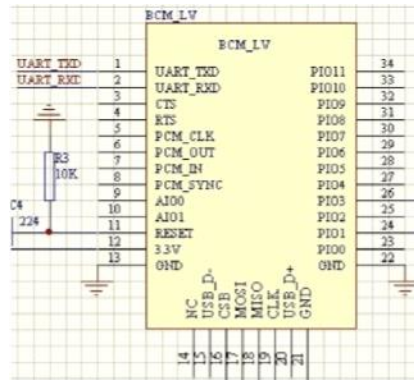 BCM_LV
BCM_LV
UART_TXD 1 UART_TXD PIO11 34
UART_RXD 2 UART_RXD PIO10 33
3 CTS PIO9 32
4 RTS PIO8 31
5 PCM_CLK PIO7 30
6 PCM_OUT PIO6 29
7 PCM_IN PIO5 28
8 PCM_SYNC PIO4 27
9 AIO0 PIO3 26
10 AIO1 PIO2 25
11 RESET PIO1 24
12 3.3V PIO0 23
13 GND GND 22
R3
10K
C4
224
NC USB_D- CSB MOSI MISO CLK USB_D+ GND
14 15 16 17 18 19 20 21